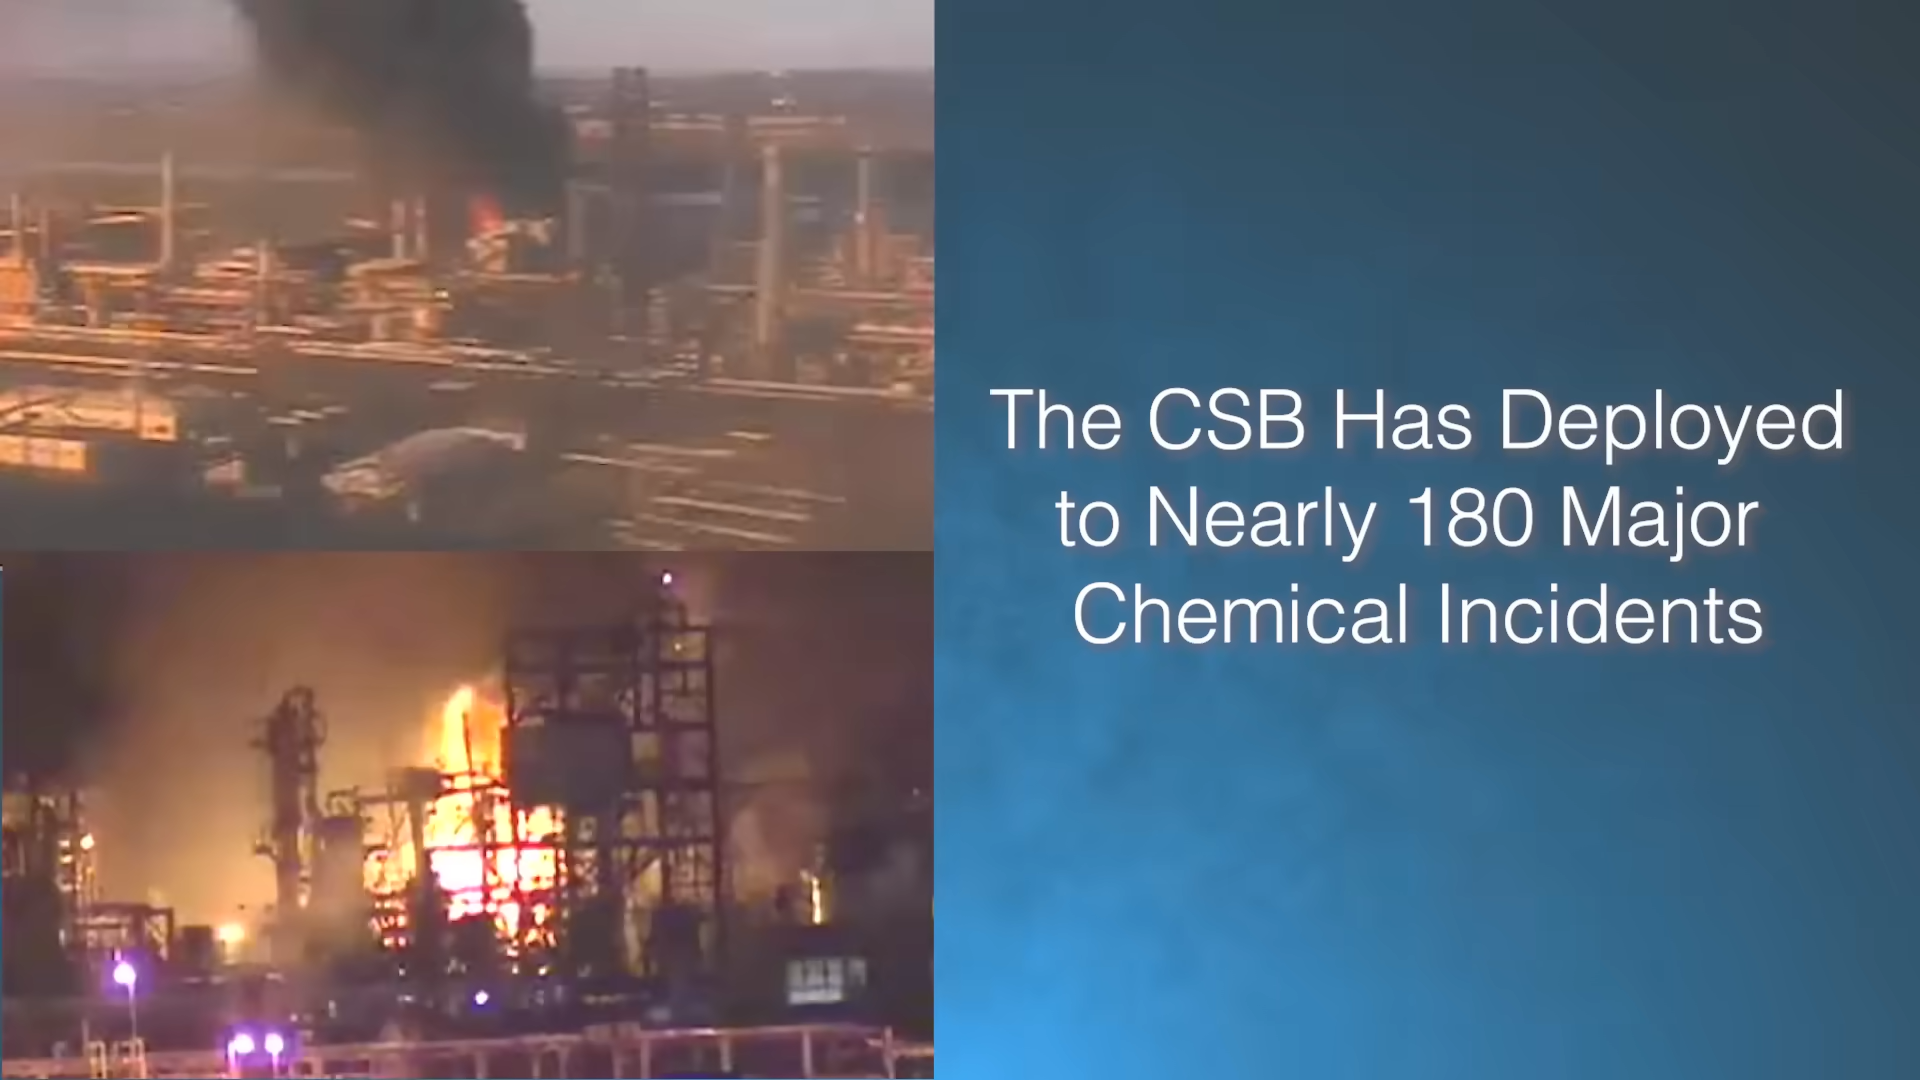 The CSB Has Deployed
to Nearly 180 Major
Chemical Incidents